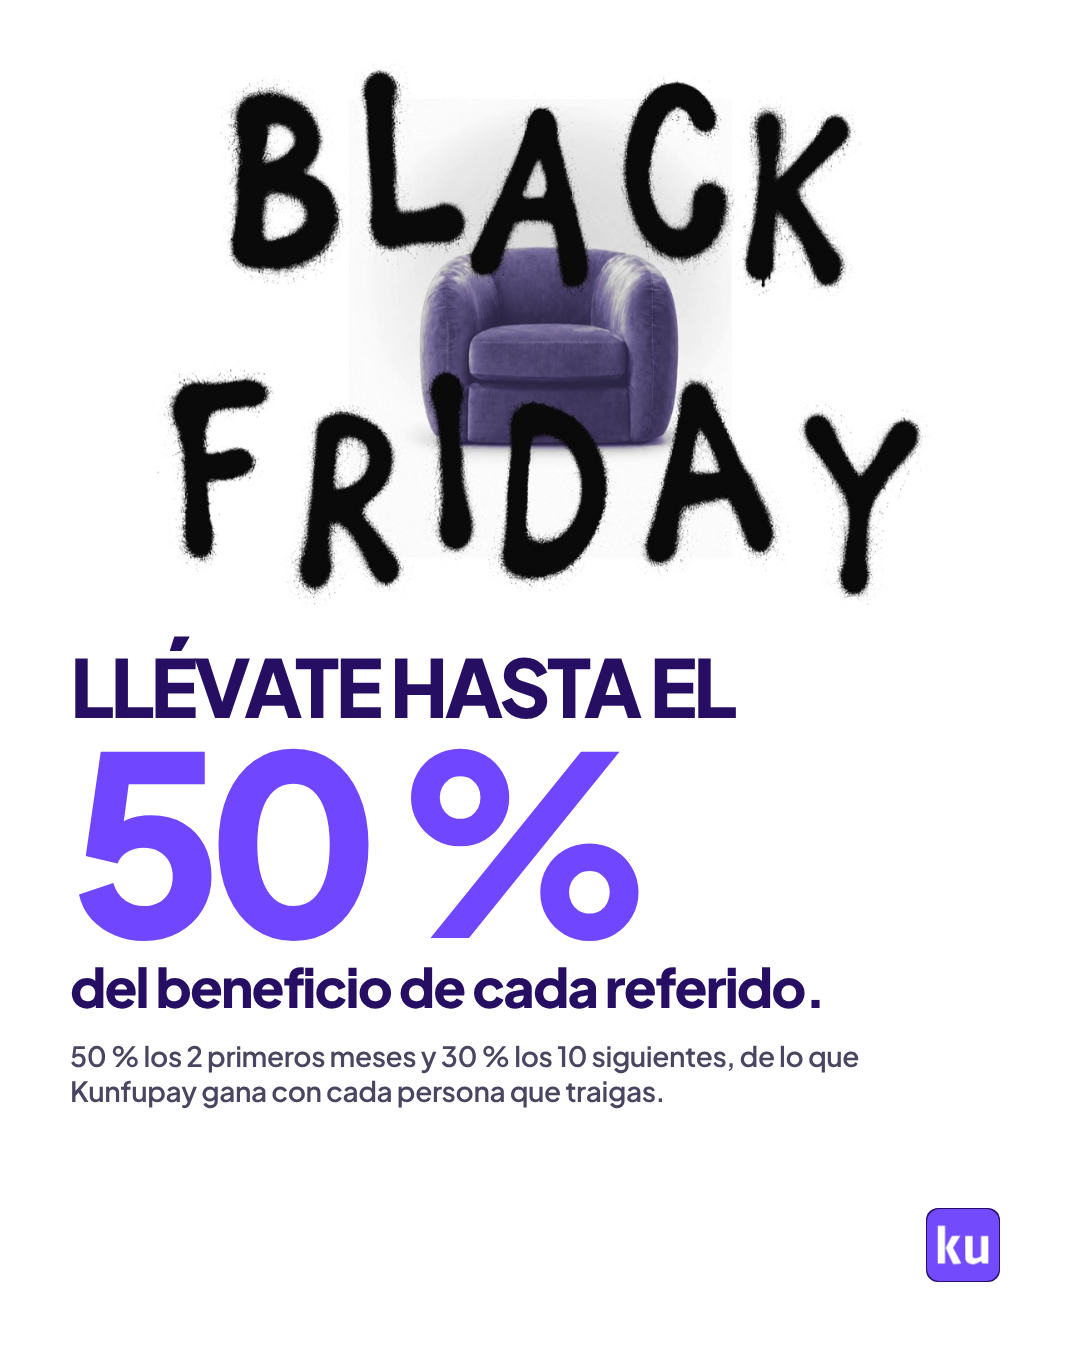 BLACK
FRIDAY
LLÉVATE HASTA EL
50 %
del beneficio de cada referido.
50 % los 2 primeros meses y 30 % los 10 siguientes, de lo que
Kunfupay gana con cada persona que traigas.
ku